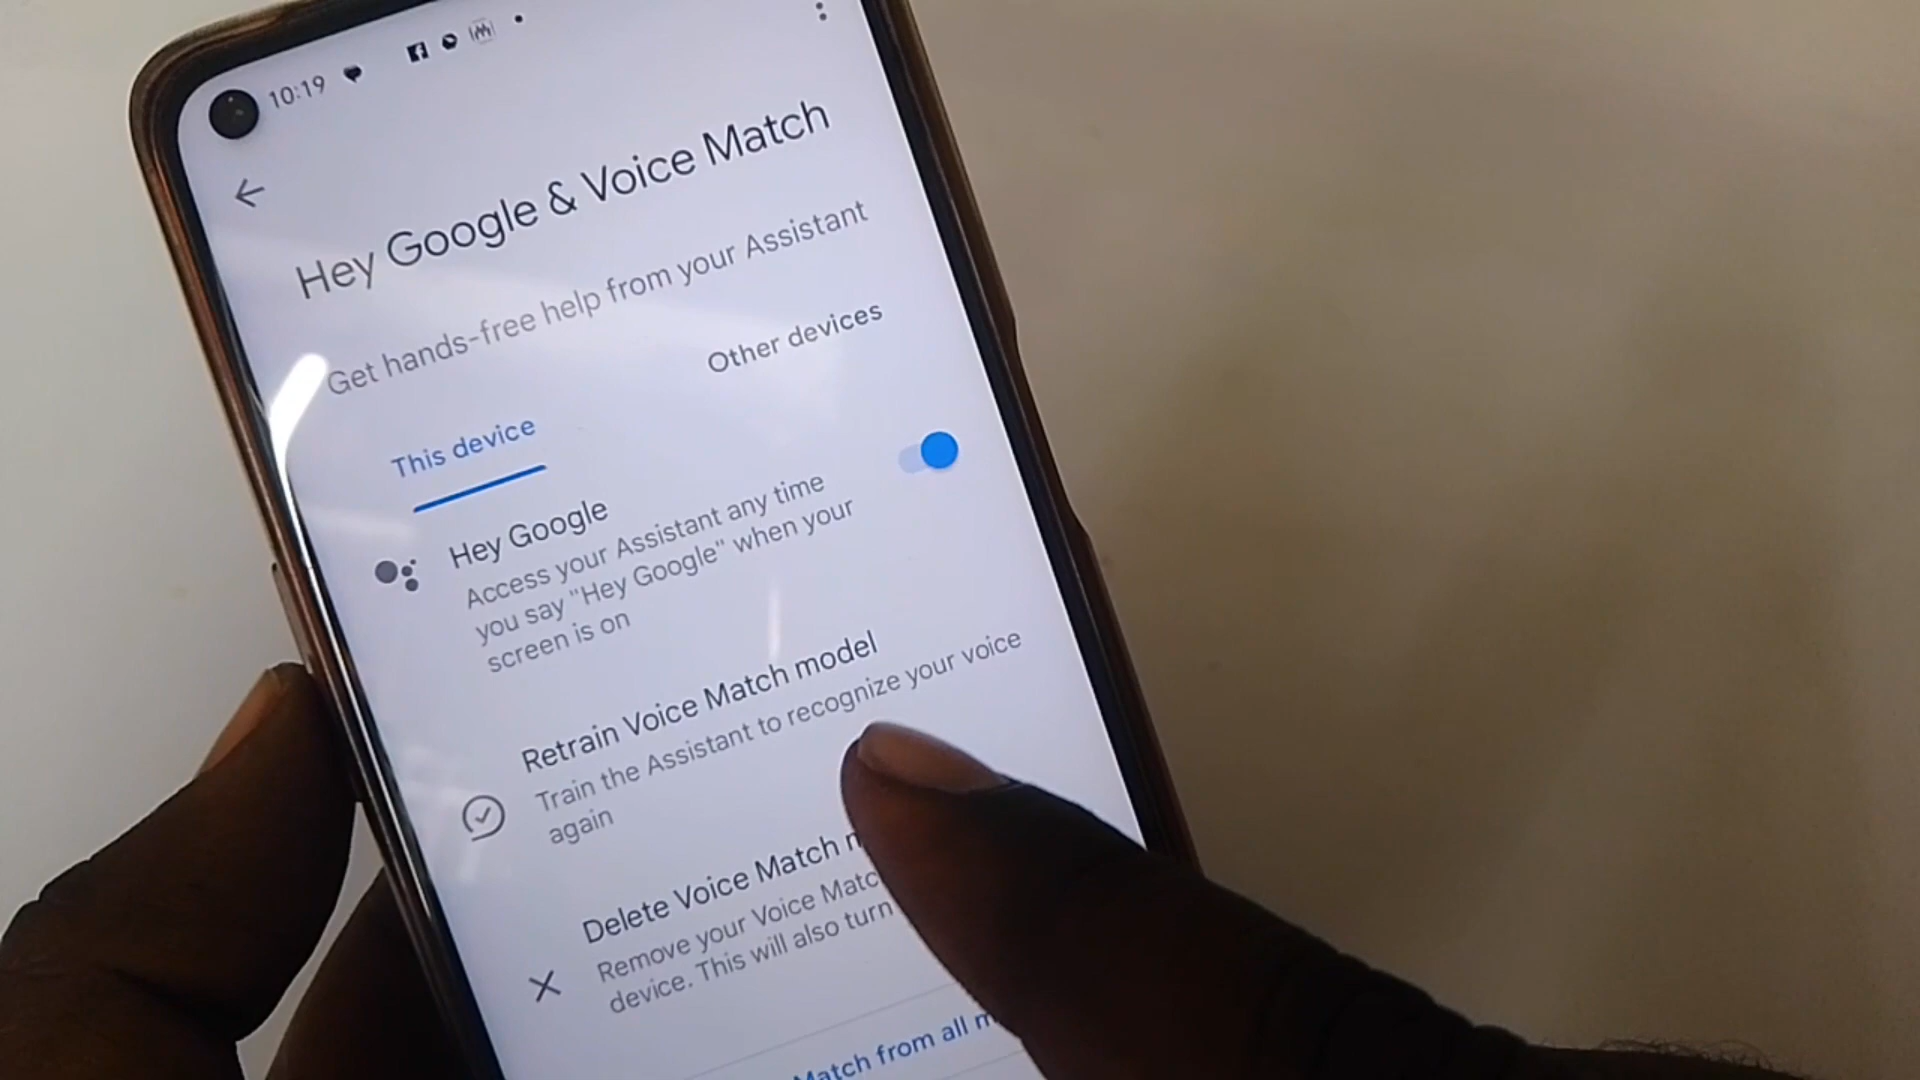 10:19
Hey Google & Voice Match
Get hands-free help from your Assistant
This device
Other devices
Hey Google
Access your Assistant any time
you say "Hey Google" when your
screen is on
Retrain Voice Match model
Train the Assistant to recognize your voice
again
Delete Voice Match
Remove your Voice
device. This will also turn
from all